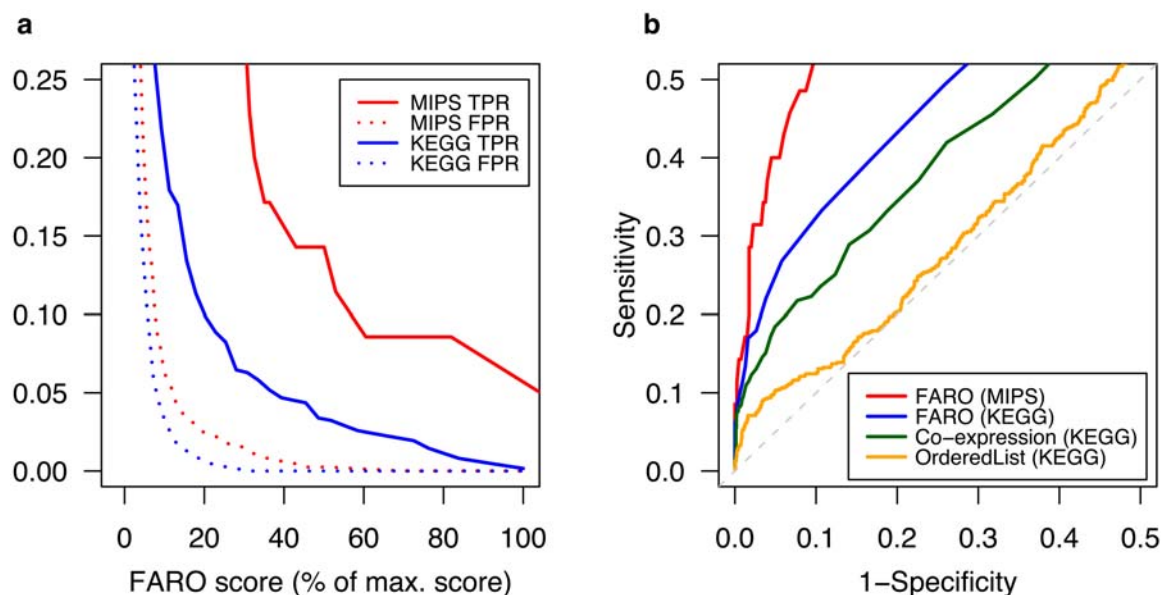 a
0.25
0.20
0.15
0.10
0.05
0.00
MIPS TPR
MIPS FPR
KEGG TPR
KEGG FPR
0 20 40 60 80 100
FARO score (% of max. score)
b
Sensitivity
0.5
0.4
0.3
0.2
0.1
0.0
FARO (MIPS)
FARO (KEGG)
Co-expression (KEGG)
OrderedList (KEGG)
0.0 0.1 0.2 0.3 0.4 0.5
1-Specificity